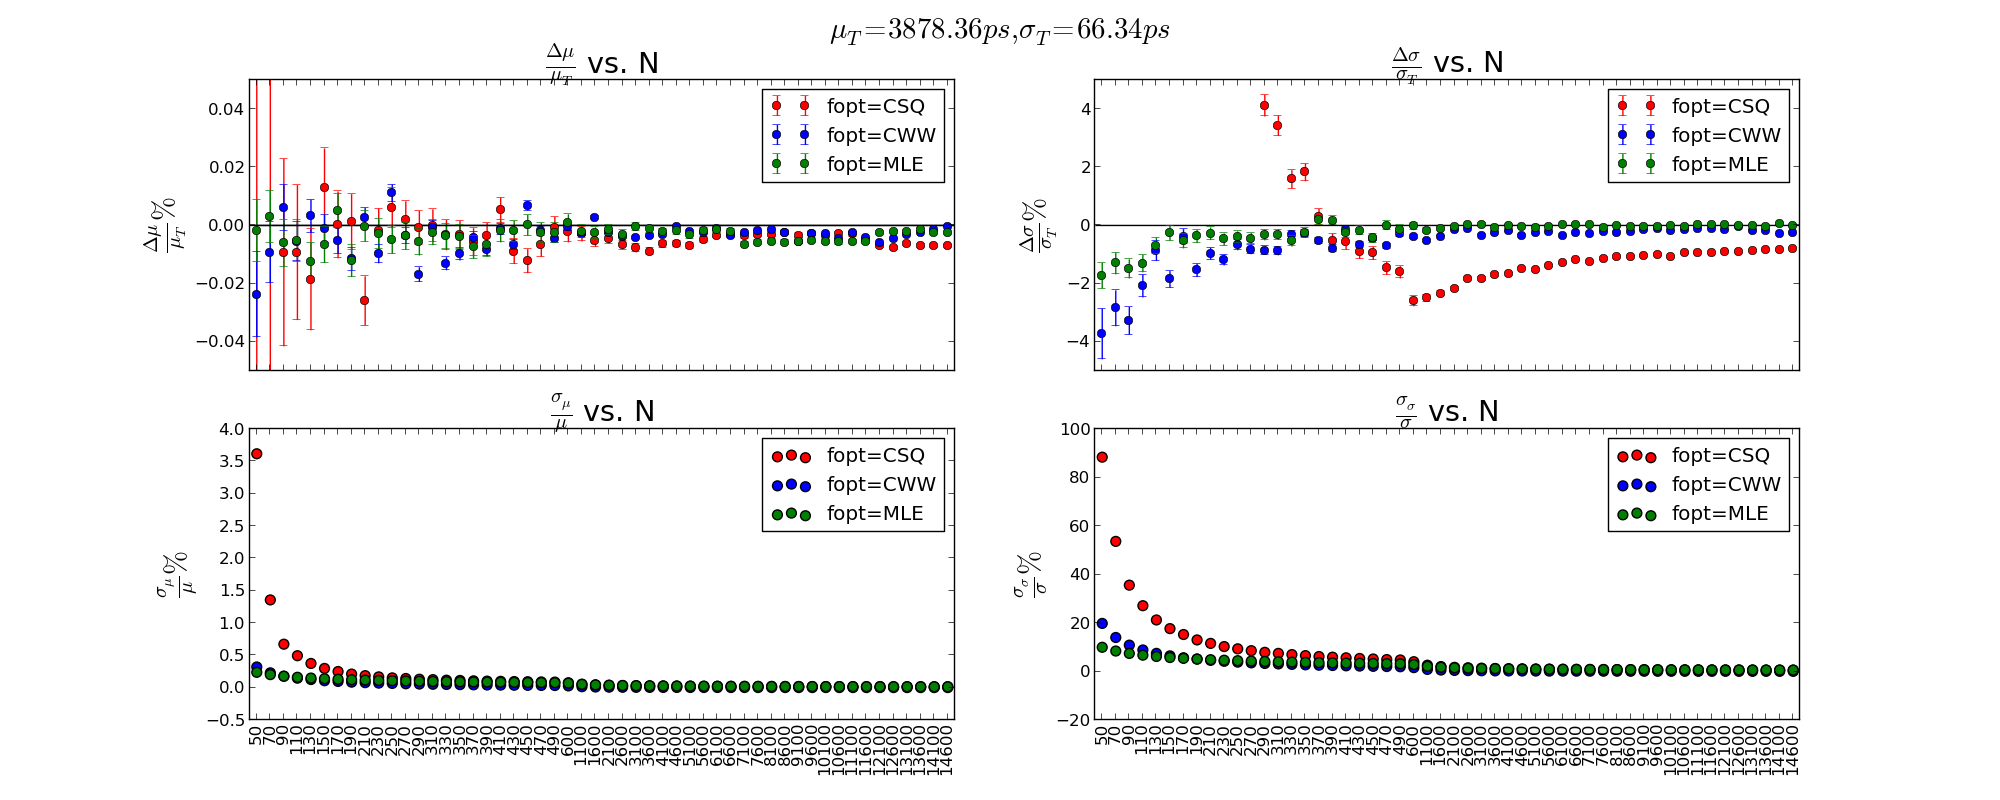 μT=3878.36ps,σT=66.34ps
Δμ/μT vs. N
Δσ/σT vs. N
0.04
0.02
0.00
−0.02
−0.04
Δμ/μT %
fopt=CSQ
fopt=CWW
fopt=MLE
4
2
0
−2
−4
Δσ/σT %
fopt=CSQ
fopt=CWW
fopt=MLE
σμ/μ vs. N
σσ/σ vs. N
4.0
3.5
3.0
2.5
2.0
1.5
1.0
0.5
0.0
−0.5
σμ/μ %
fopt=CSQ
fopt=CWW
fopt=MLE
100
80
60
40
20
0
−20
σσ/σ %
fopt=CSQ
fopt=CWW
fopt=MLE
50 70 90 110 130 150 170 190 210 230 250 270 290 310 330 350 370 390 410 430 450 470 490 600 1100 1600 2100 2600 3100 3600 4100 4600 5100 5600 6100 6600 7100 7600 8100 8600 9100 9600 10100 10600 11100 11600 12100 12600 13100 13600 14100 14600
50 70 90 110 130 150 170 190 210 230 250 270 290 310 330 350 370 390 410 430 450 470 490 600 1100 1600 2100 2600 3100 3600 4100 4600 5100 5600 6100 6600 7100 7600 8100 8600 9100 9600 10100 10600 11100 11600 12100 12600 13100 13600 14100 14600